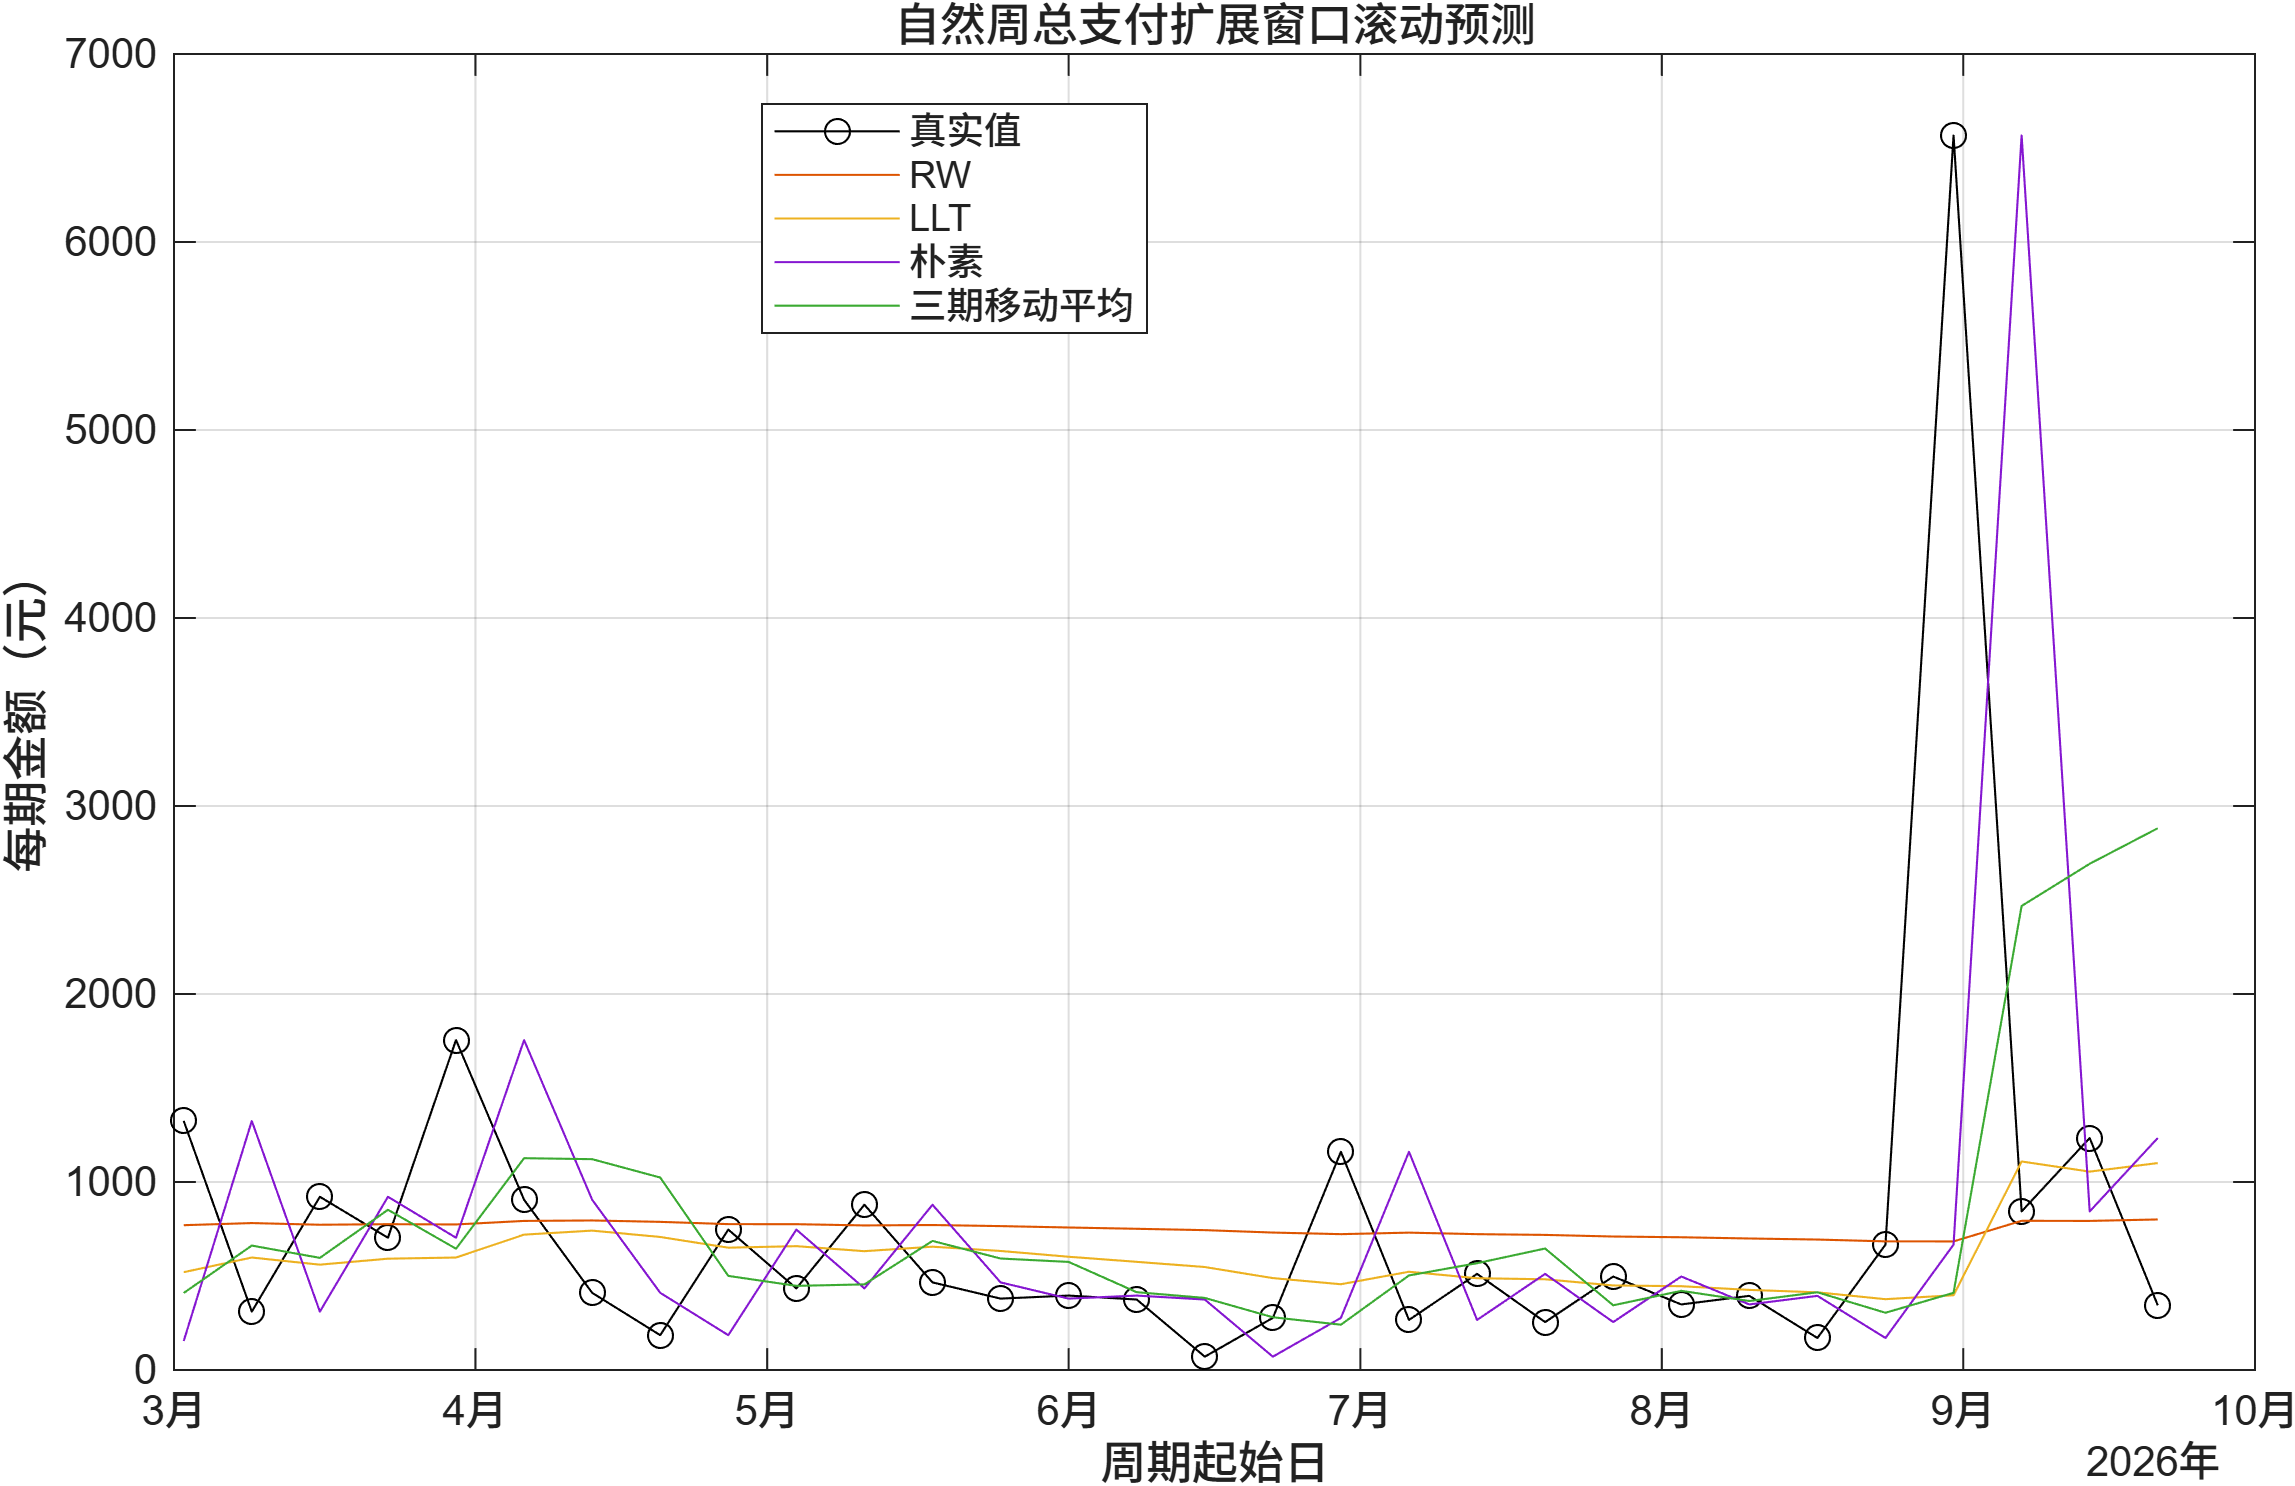 自然周总支付扩展窗口滚动预测
7000
6000
5000
4000
3000
2000
1000
0
每期金额（元）
真实值
RW
LLT
朴素
三期移动平均
3月
4月
5月
6月
7月
8月
9月
10月
周期起始日
2026年